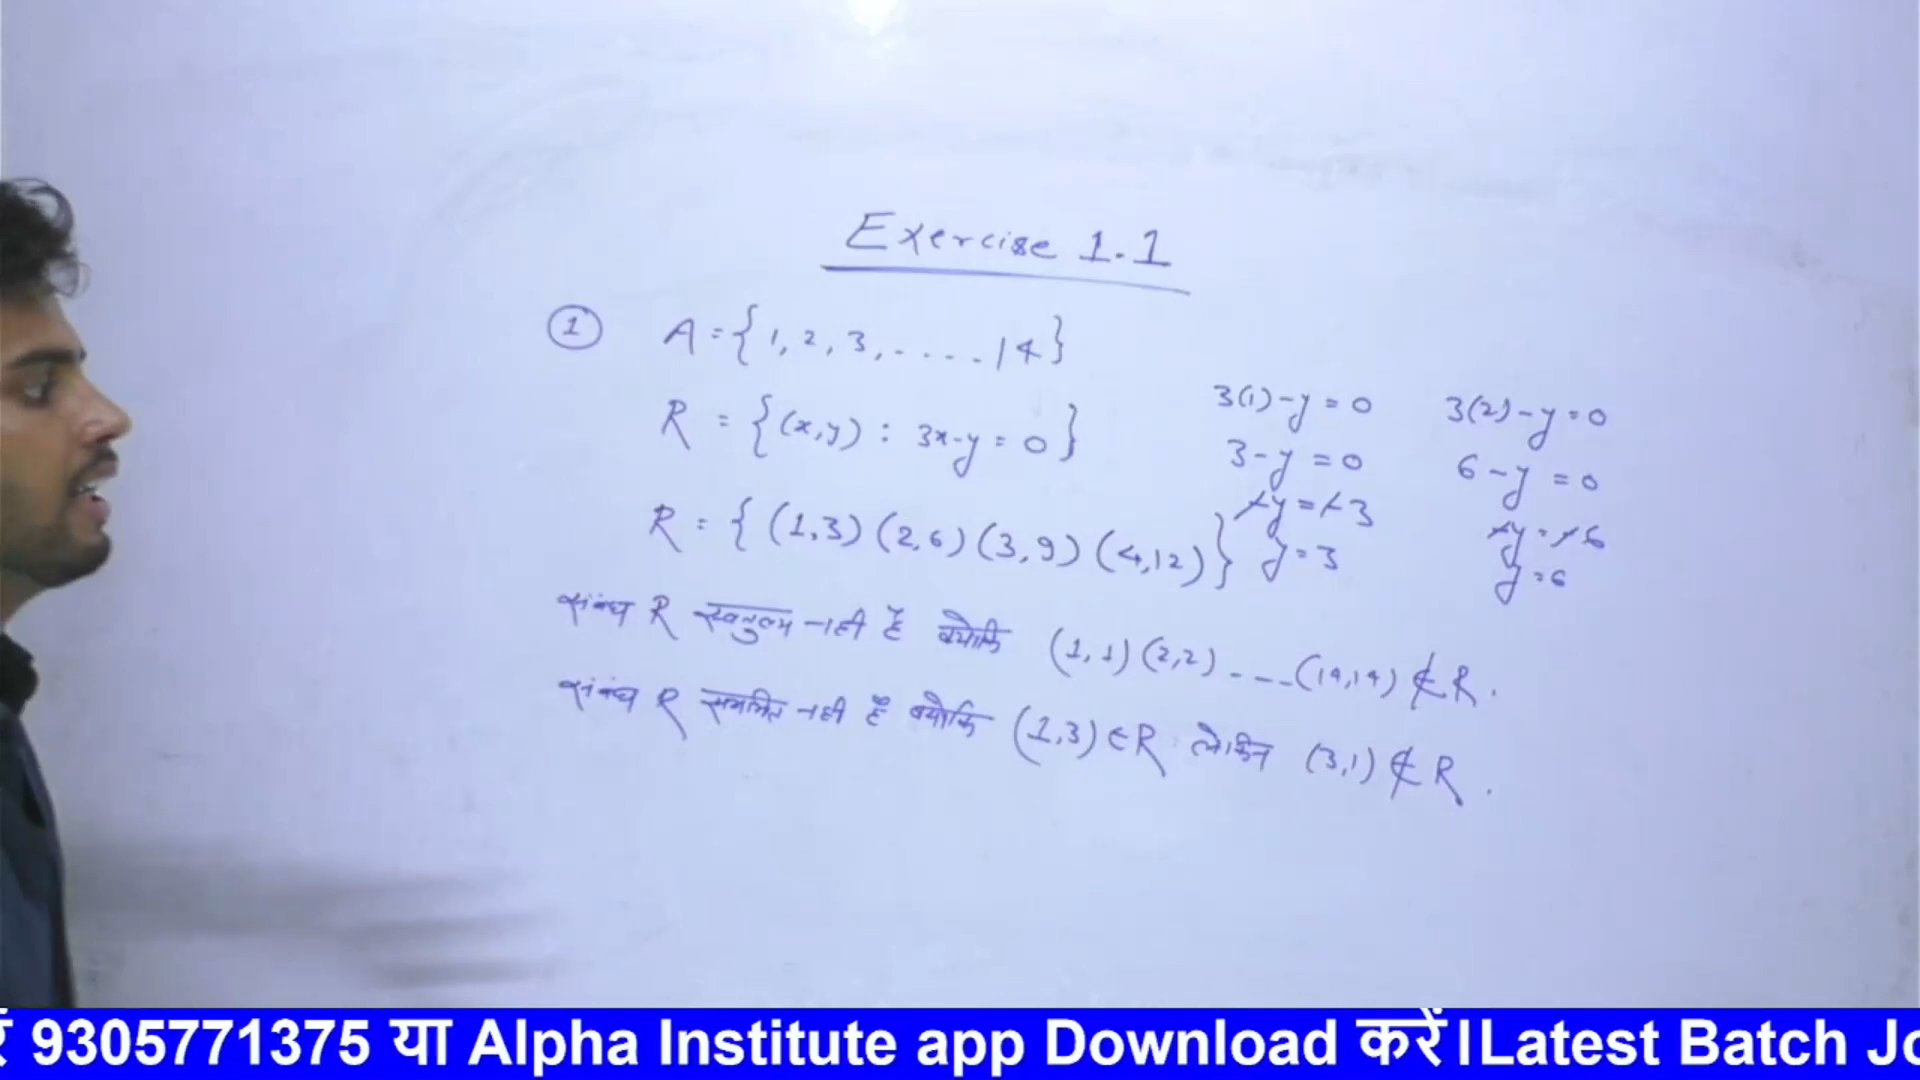 Exercise 1.1
① A = {1, 2, 3, ..... 14}
R = {(x,y) : 3x-y = 0}
R = { (1,3) (2,6) (3,9) (4,12) }
3(1)-y = 0
3-y = 0
-y = -3
y = 3
3(2)-y = 0
6-y = 0
-y = -6
y = 6
संबंध R स्वतुल्य नही है क्योकि (1,1) (2,2) ----(14,14) ∉ R.
संबंध R सममित नही है क्योकि (1,3) ∈ R लेकिन (3,1) ∉ R.
9305771375 या Alpha Institute app Download करें।Latest Batch